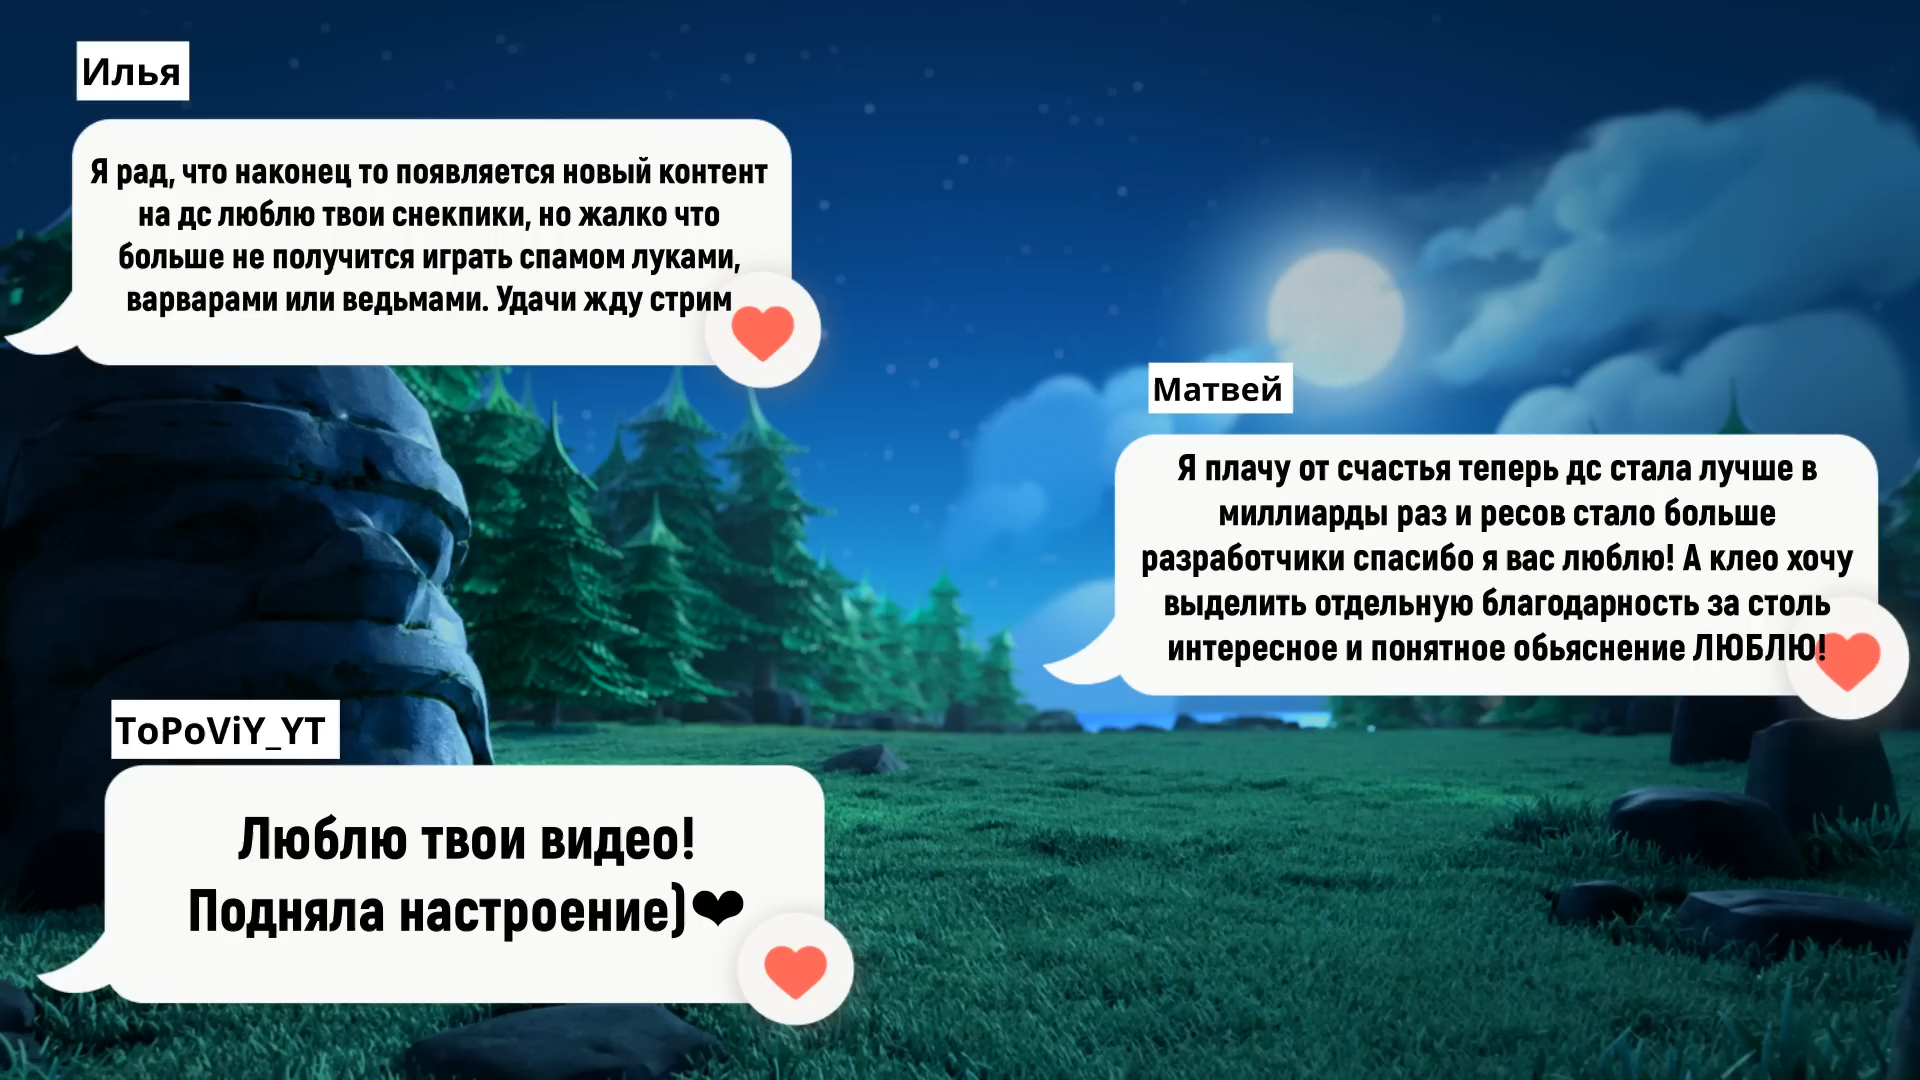 Илья
Я рад, что наконец то появляется новый контент
на дс люблю твои снекпики, но жалко что
больше не получится играть спамом луками,
варварами или ведьмами. Удачи жду стрим
Матвей
Я плачу от счастья теперь дс стала лучше в
миллиарды раз и ресов стало больше
разработчики спасибо я вас люблю! А клео хочу
выделить отдельную благодарность за столь
интересное и понятное обьяснение ЛЮБЛЮ!
ToPoViY_YT
Люблю твои видео!
Подняла настроение)❤